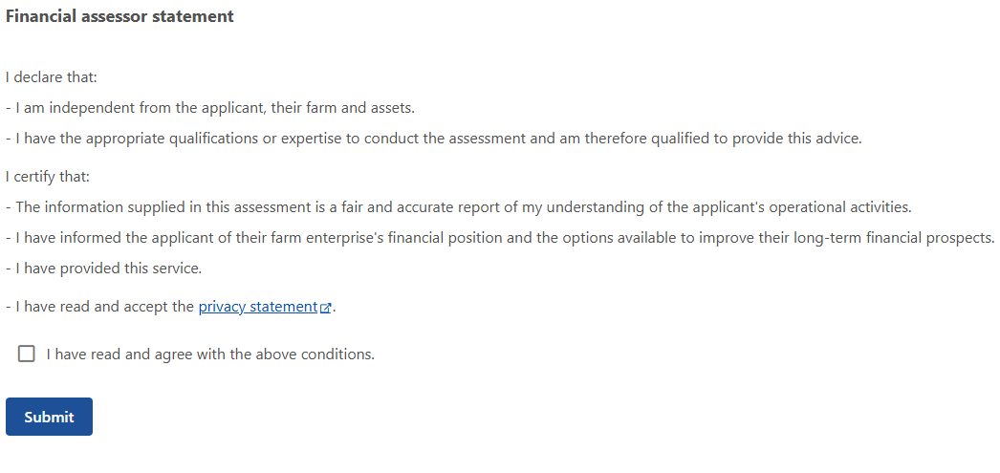 Financial assessor statement
I declare that:
- I am independent from the applicant, their farm and assets.
- I have the appropriate qualifications or expertise to conduct the assessment and am therefore qualified to provide this advice.
I certify that:
- The information supplied in this assessment is a fair and accurate report of my understanding of the applicant's operational activities.
- I have informed the applicant of their farm enterprise's financial position and the options available to improve their long-term financial prospects.
- I have provided this service.
- I have read and accept the privacy statement.
I have read and agree with the above conditions.
Submit